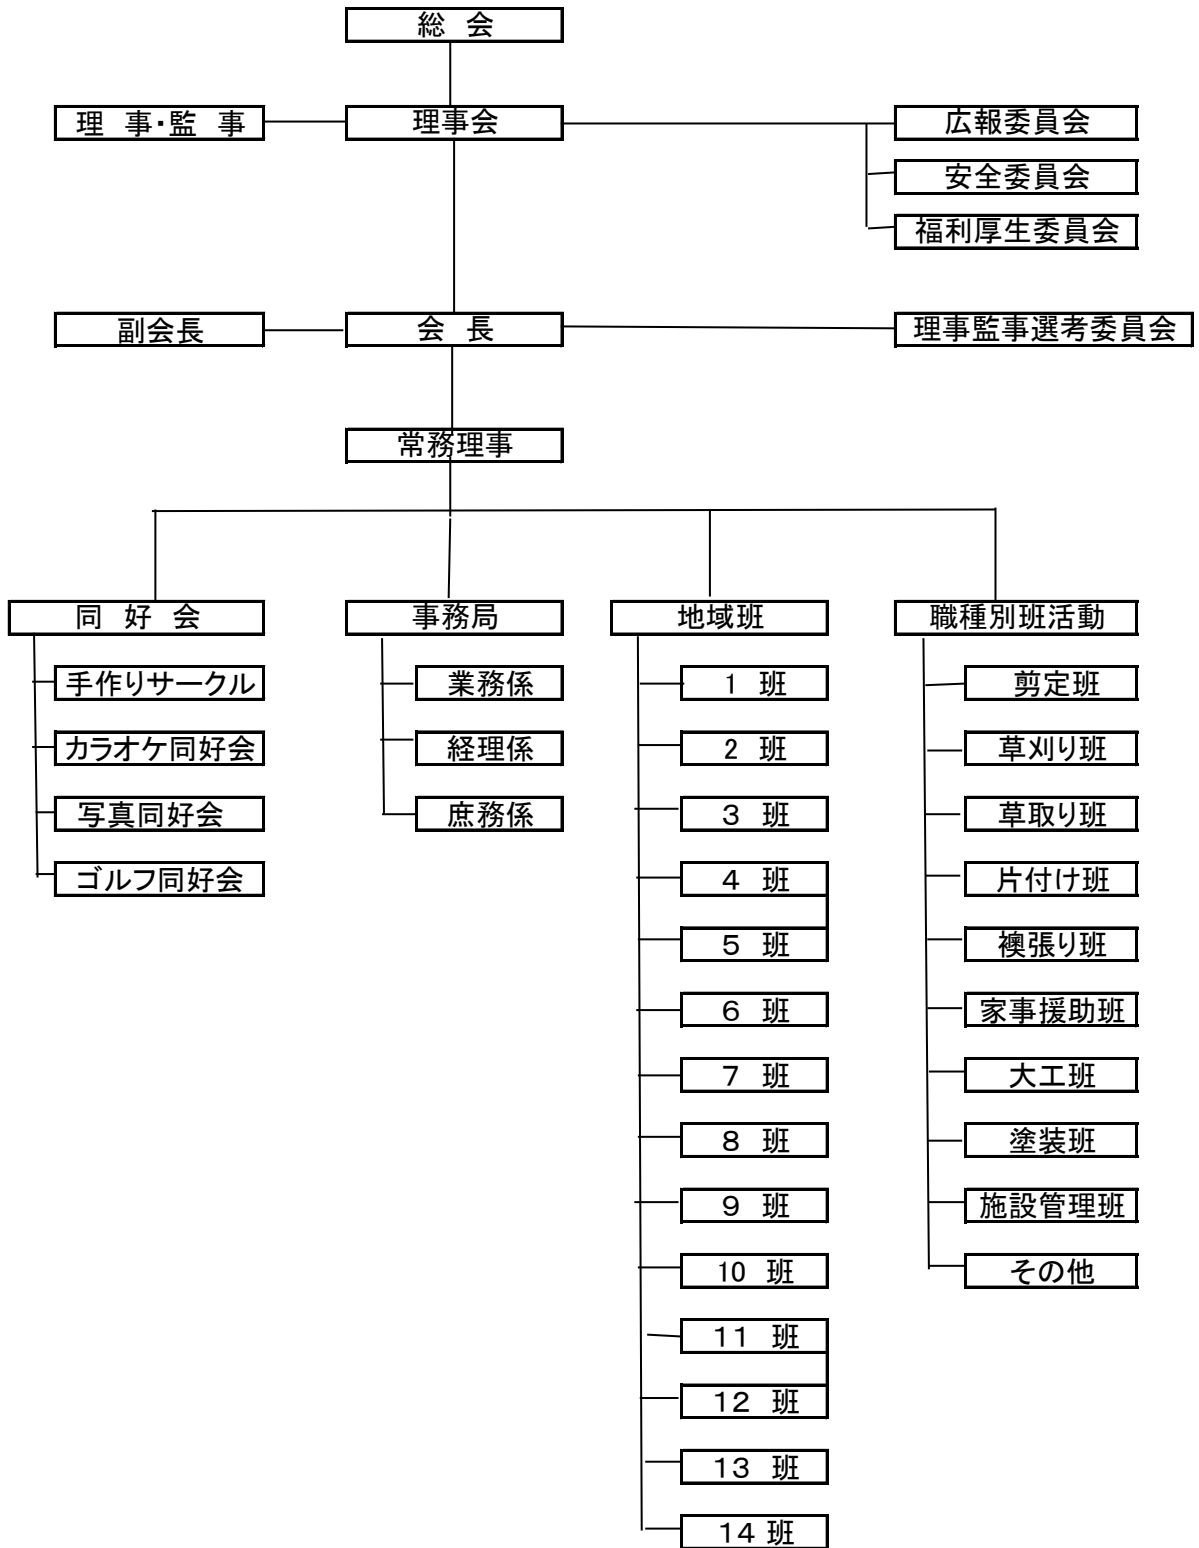 総　会
理　事・監　事
理事会
広報委員会
安全委員会
福利厚生委員会
副会長
会　長
理事監事選考委員会
常務理事
同　好　会
手作りサークル
カラオケ同好会
写真同好会
ゴルフ同好会
事務局
業務係
経理係
庶務係
地域班
1　班
2　班
3　班
4　班
5　班
6　班
7　班
8　班
9　班
10　班
11　班
12　班
13　班
14 班
職種別班活動
剪定班
草刈り班
草取り班
片付け班
襖張り班
家事援助班
大工班
塗装班
施設管理班
その他